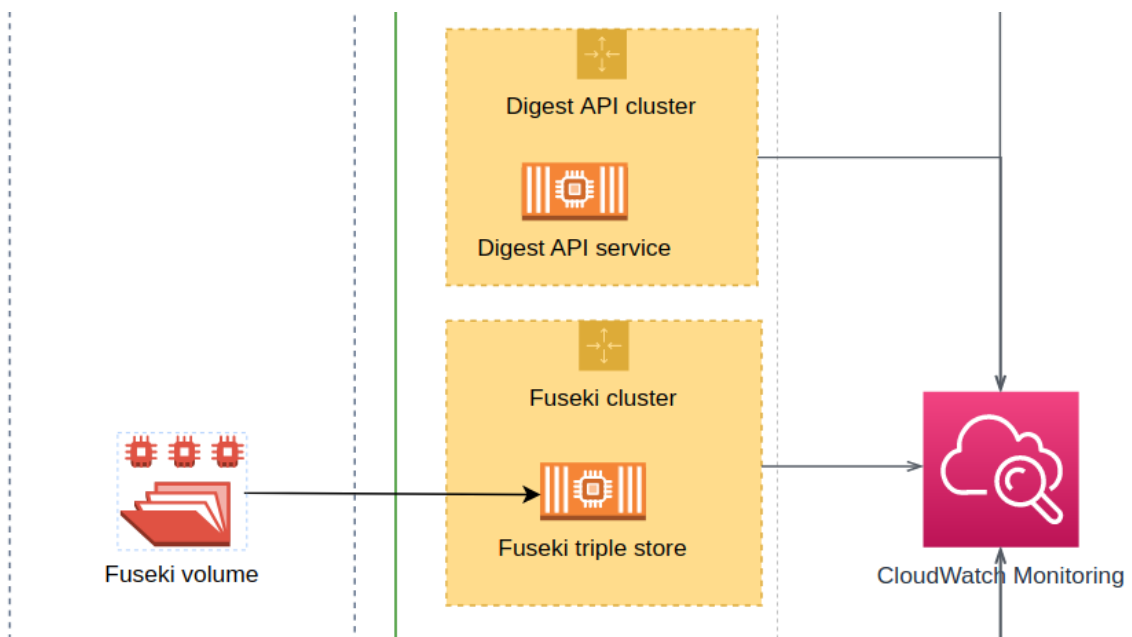 Digest API cluster
Digest API service
Fuseki cluster
Fuseki triple store
Fuseki volume
CloudWatch Monitoring